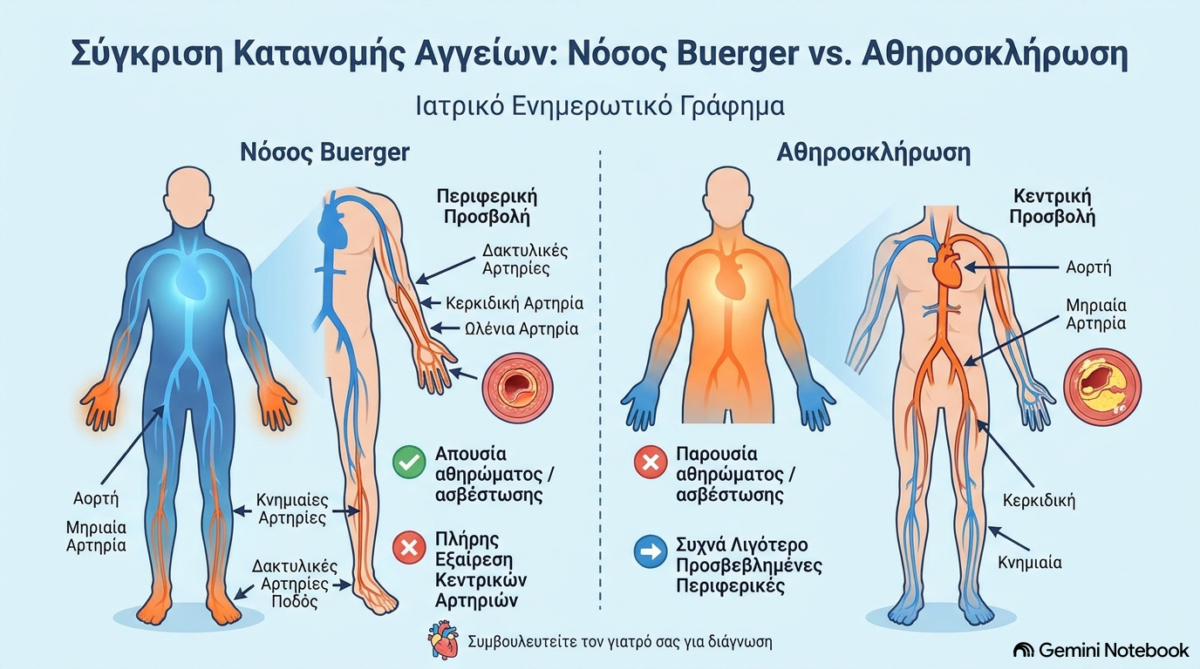 Σύγκριση Κατανομής Αγγείων: Νόσος Buerger vs. Αθηροσκλήρωση
Ιατρικό Ενημερωτικό Γράφημα
Νόσος Buerger
Περιφερική
Προσβολή
Δακτυλικές
Αρτηρίες
Κερκιδική Αρτηρία
Ωλένια Αρτηρία
Αορτή
Μηριαία
Αρτηρία
Κνημιαίες
Αρτηρίες
Δακτυλικές
Αρτηρίες
Ποδός
Απουσία
αθηρώματος /
ασβέστωσης
Πλήρης
Εξαίρεση
Κεντρικών
Αρτηριών
Αθηροσκλήρωση
Κεντρική
Προσβολή
Αορτή
Μηριαία
Αρτηρία
Κερκιδική
Κνημιαία
Παρουσία
αθηρώματος /
ασβέστωσης
Συχνά Λιγότερο
Προσβεβλημένες
Περιφερικές
Συμβουλευτείτε τον γιατρό σας για διάγνωση
Gemini Notebook